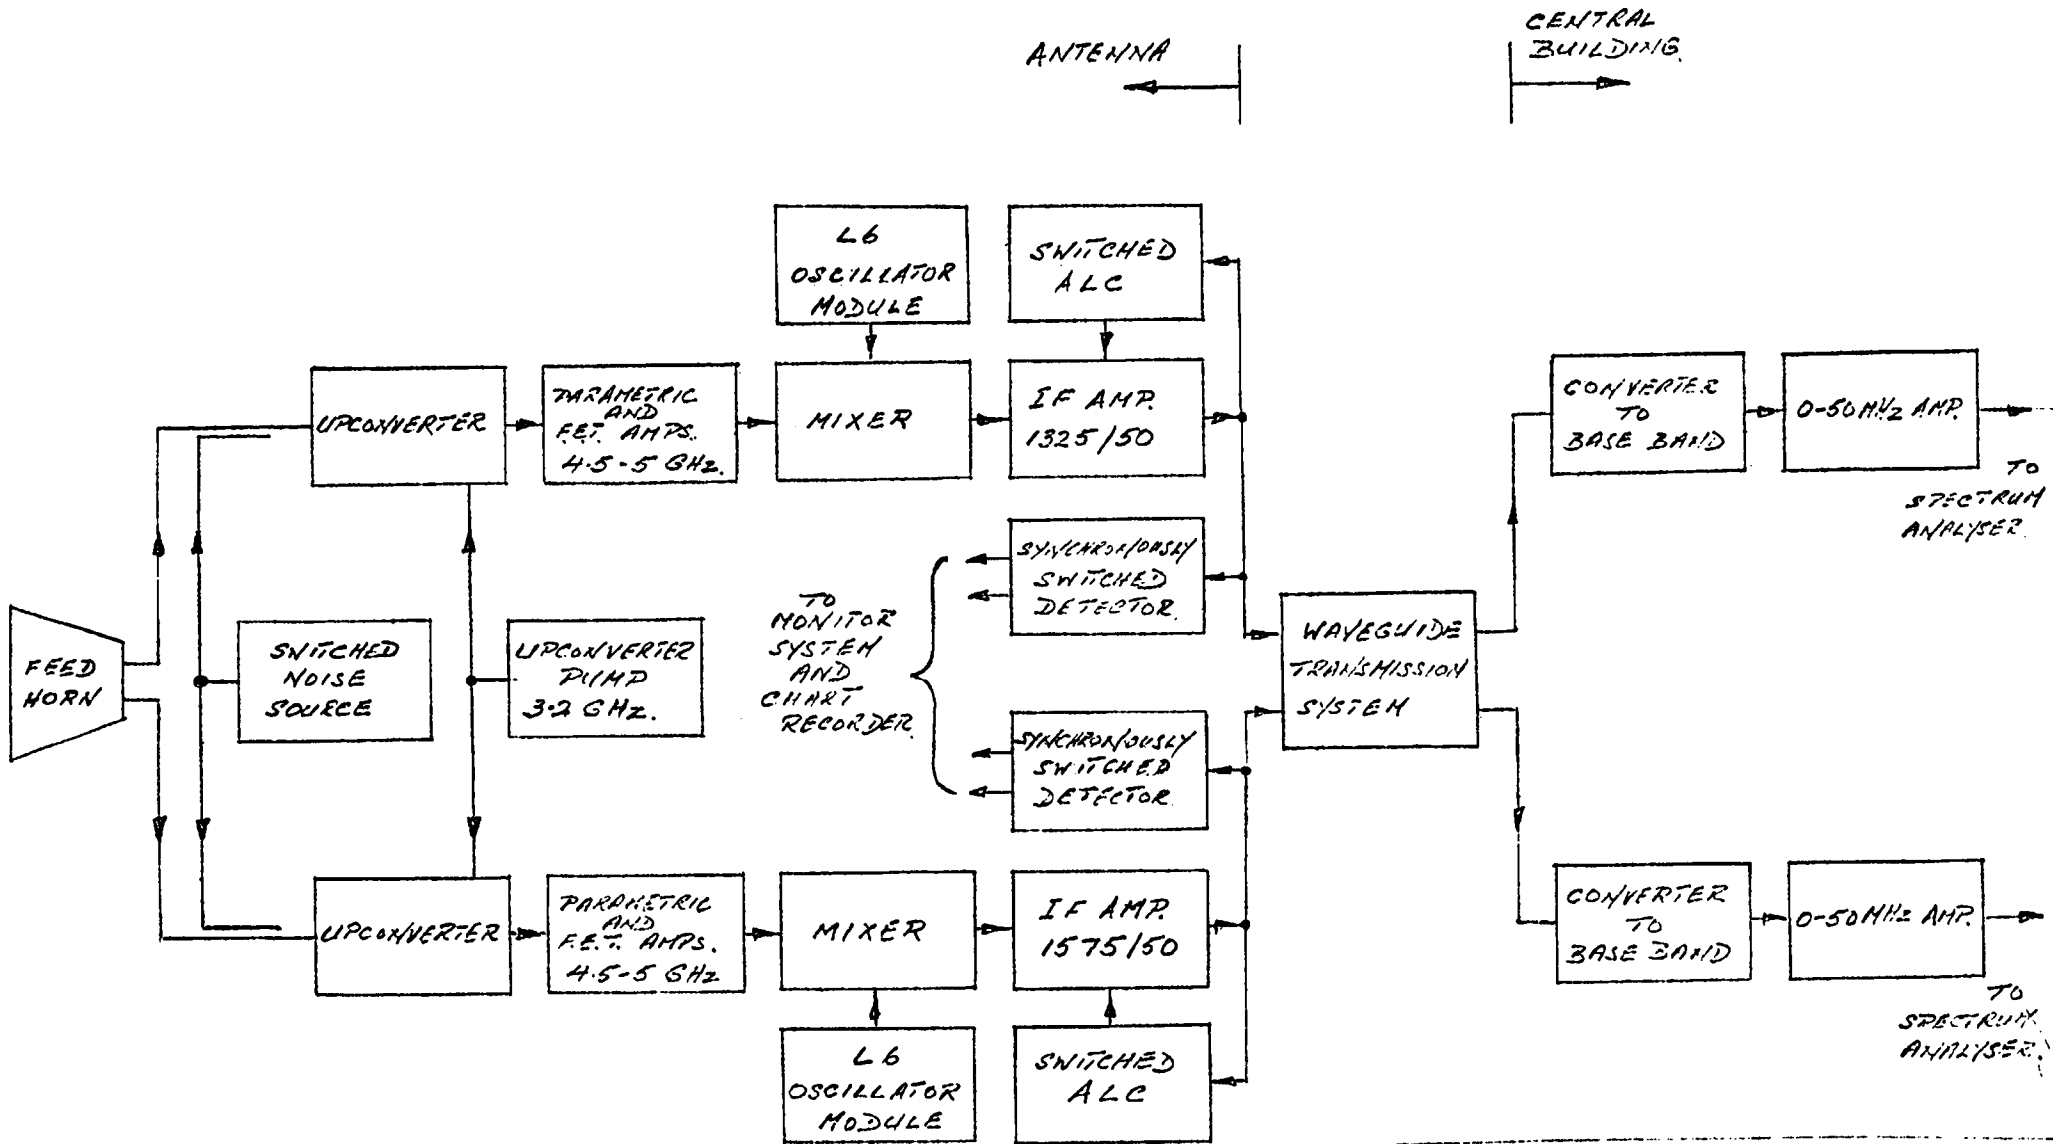 ANTENNA
CENTRAL
BUILDING.
L6
OSCILLATOR
MODULE
SWITCHED
ALC
UPCONVERTER
PARAMETRIC
AND
F.E.T. AMPS.
4.5-5 GHz.
MIXER
IF AMP.
1325/50
CONVERTER
TO
BASE BAND
0-50MHz AMP.
TO
SPECTRUM
ANALYSER.
FEED
HORN
SWITCHED
NOISE
SOURCE
UPCONVERTER
PUMP
3.2 GHz.
TO
MONITOR
SYSTEM
AND
CHART
RECORDER.
SYNCHRONOUSLY
SWITCHED
DETECTOR.
SYNCHRONOUSLY
SWITCHED
DETECTOR.
WAVEGUIDE
TRANSMISSION
SYSTEM
UPCONVERTER
PARAMETRIC
AND
F.E.T. AMPS.
4.5-5 GHz
MIXER
IF AMP.
1575/50
CONVERTER
TO
BASE BAND
0-50MHz AMP.
TO
SPECTRUM
ANALYSER.
L6
OSCILLATOR
MODULE
SWITCHED
ALC